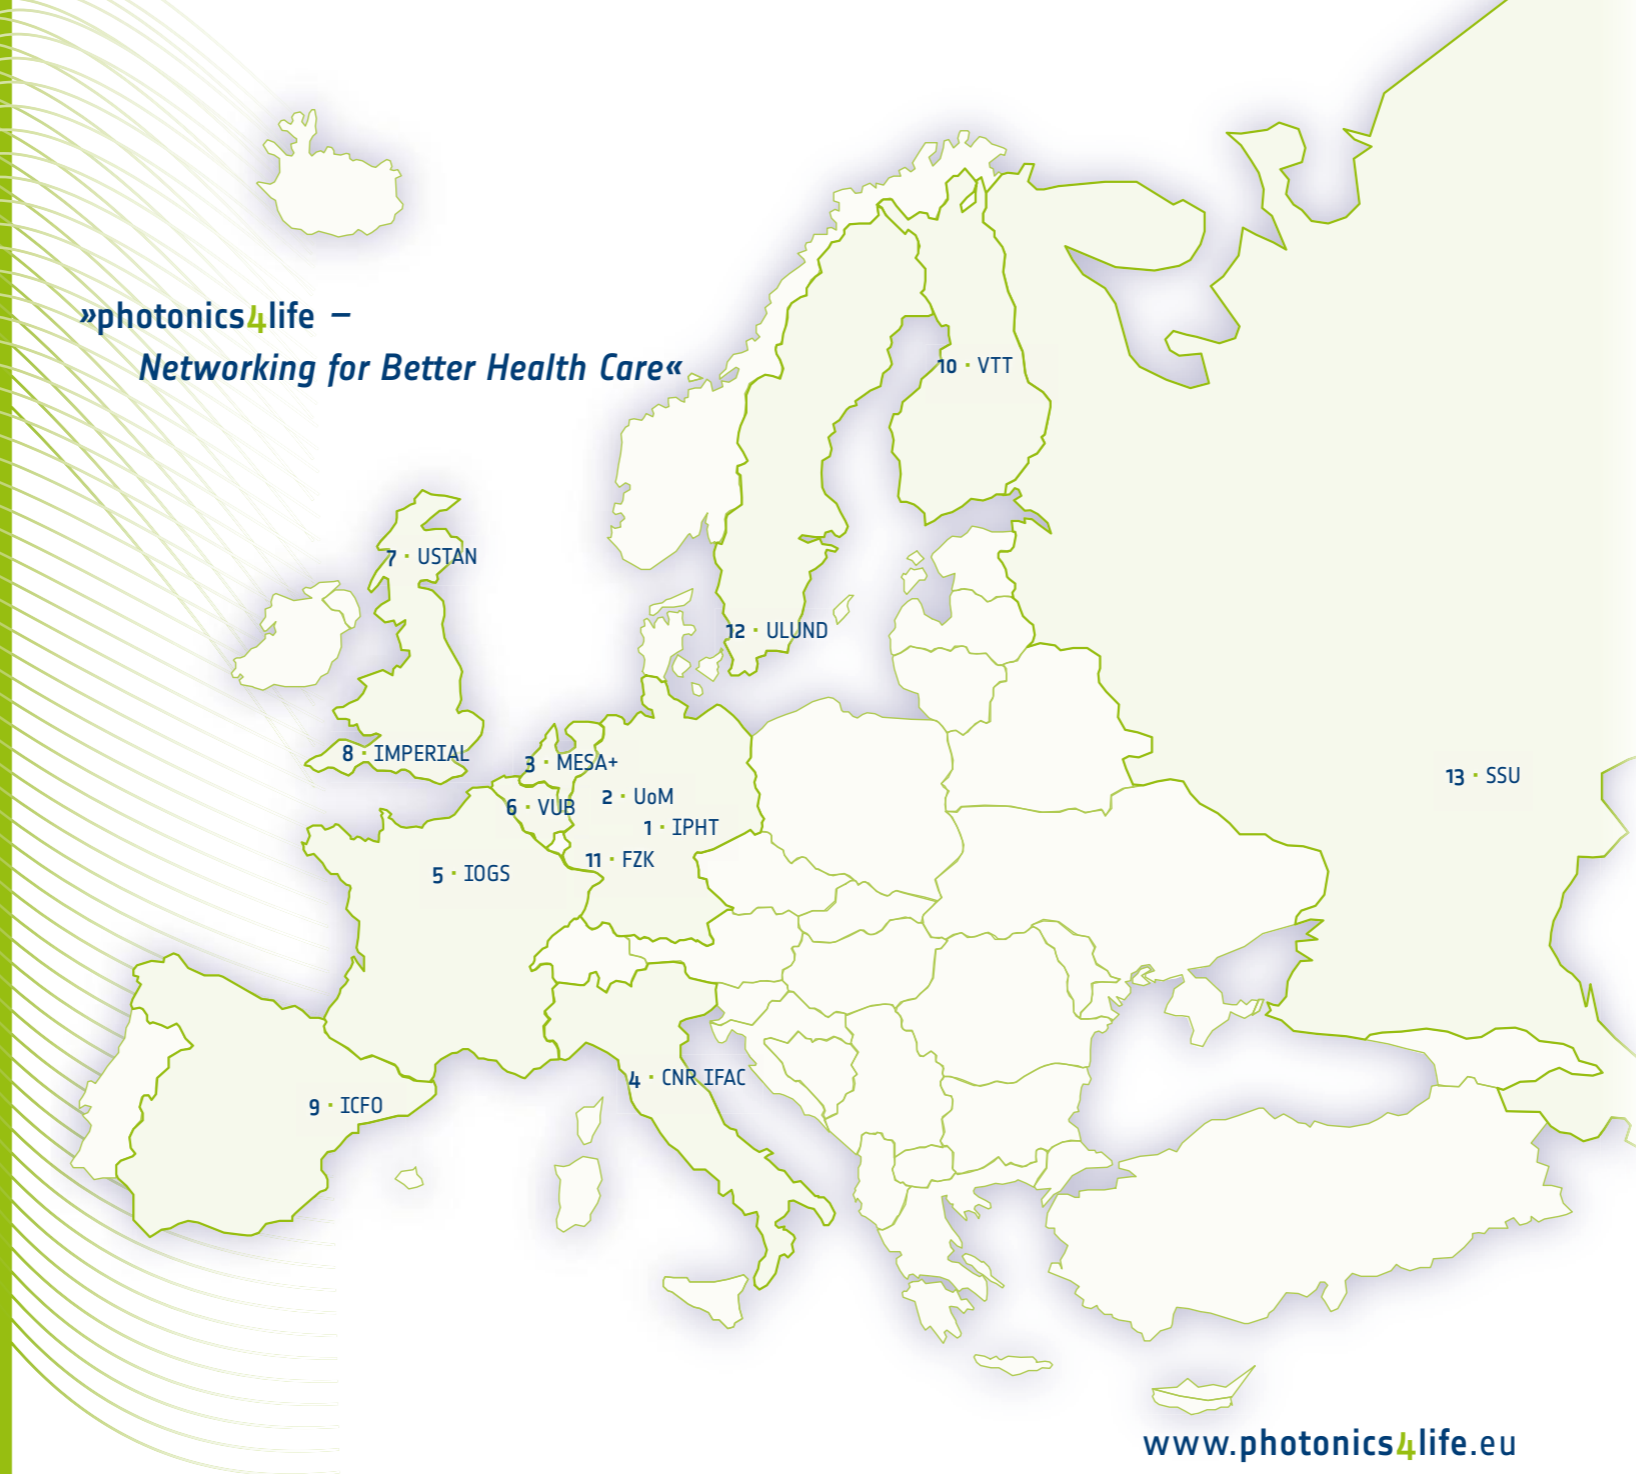 »photonics4life –
Networking for Better Health Care«
10 · VTT
7 · USTAN
12 · ULUND
8 · IMPERIAL
3 · MESA+
13 · SSU
2 · UoM
6 · VUB
1 · IPHT
11 · FZK
5 · IOGS
4 · CNR IFAC
9 · ICFO
www.photonics4life.eu